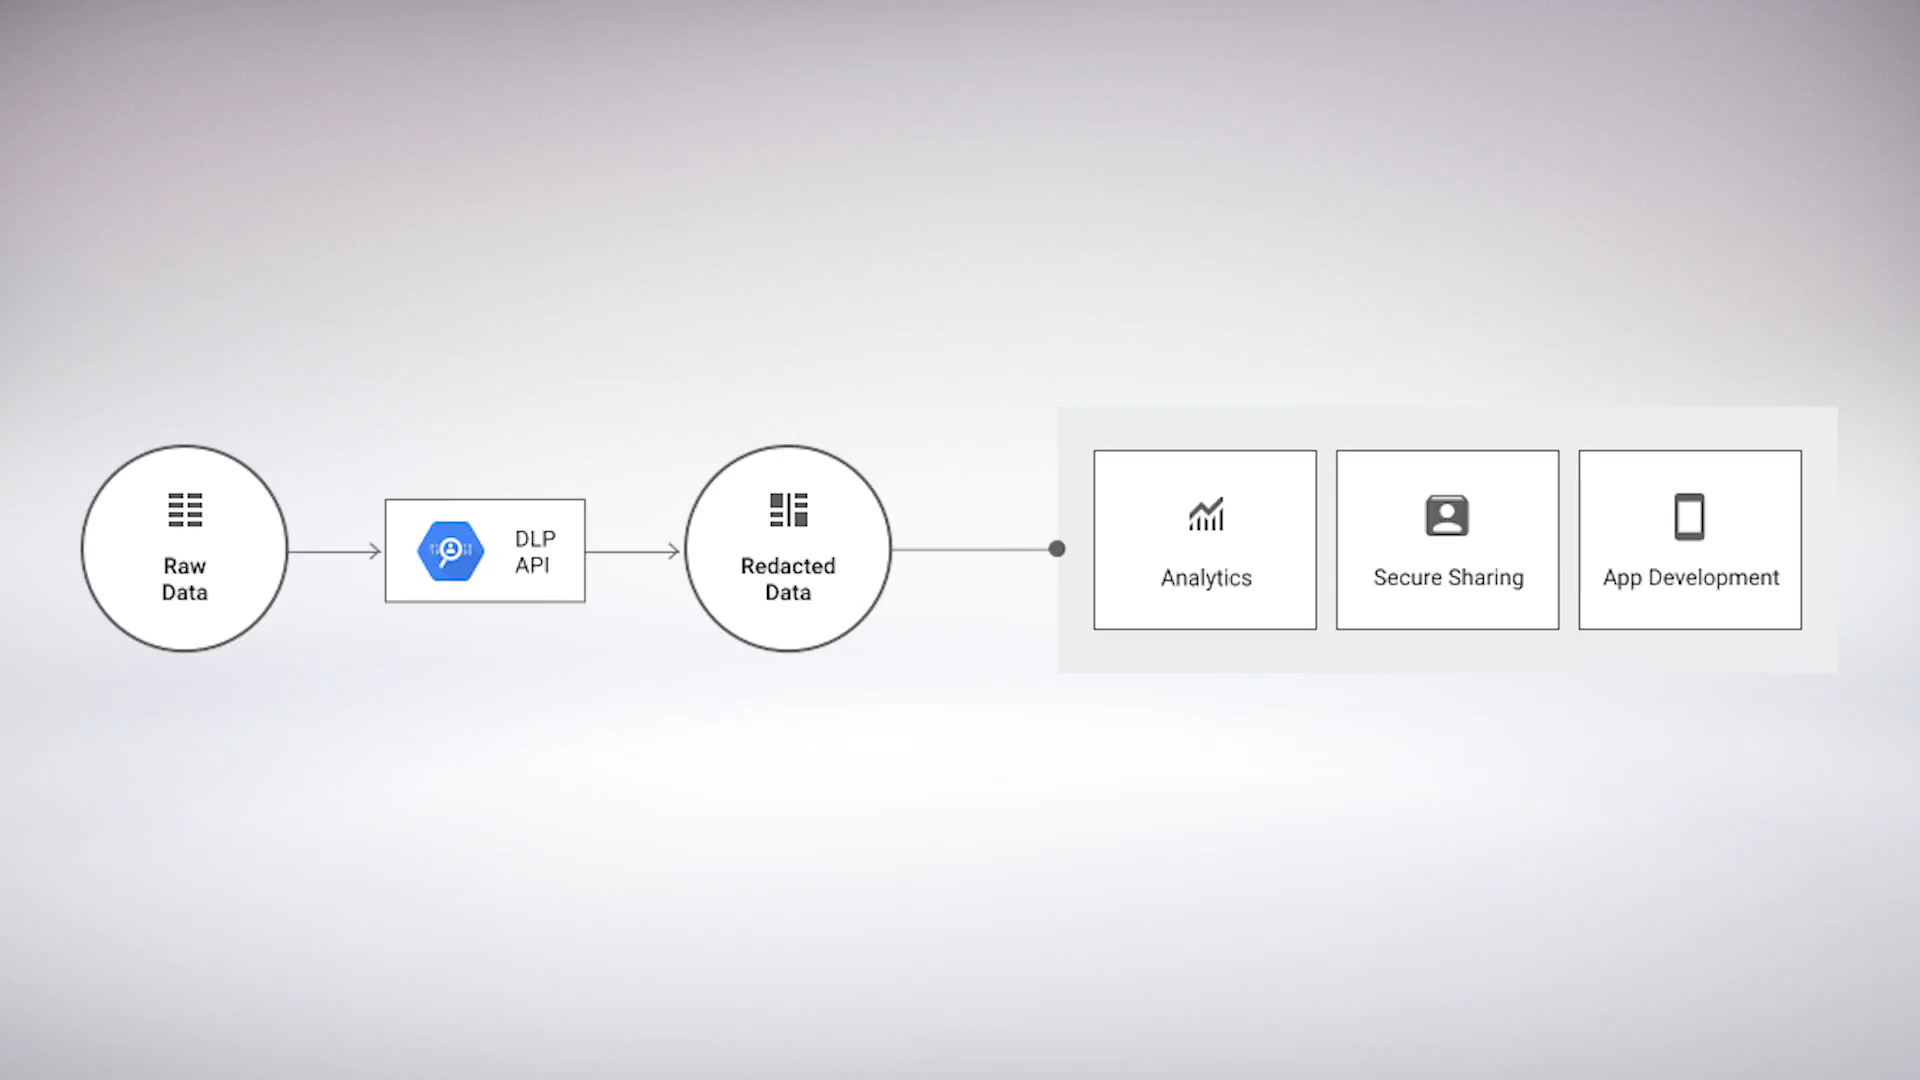 Raw
Data
DLP
API
Redacted
Data
Analytics
Secure Sharing
App Development